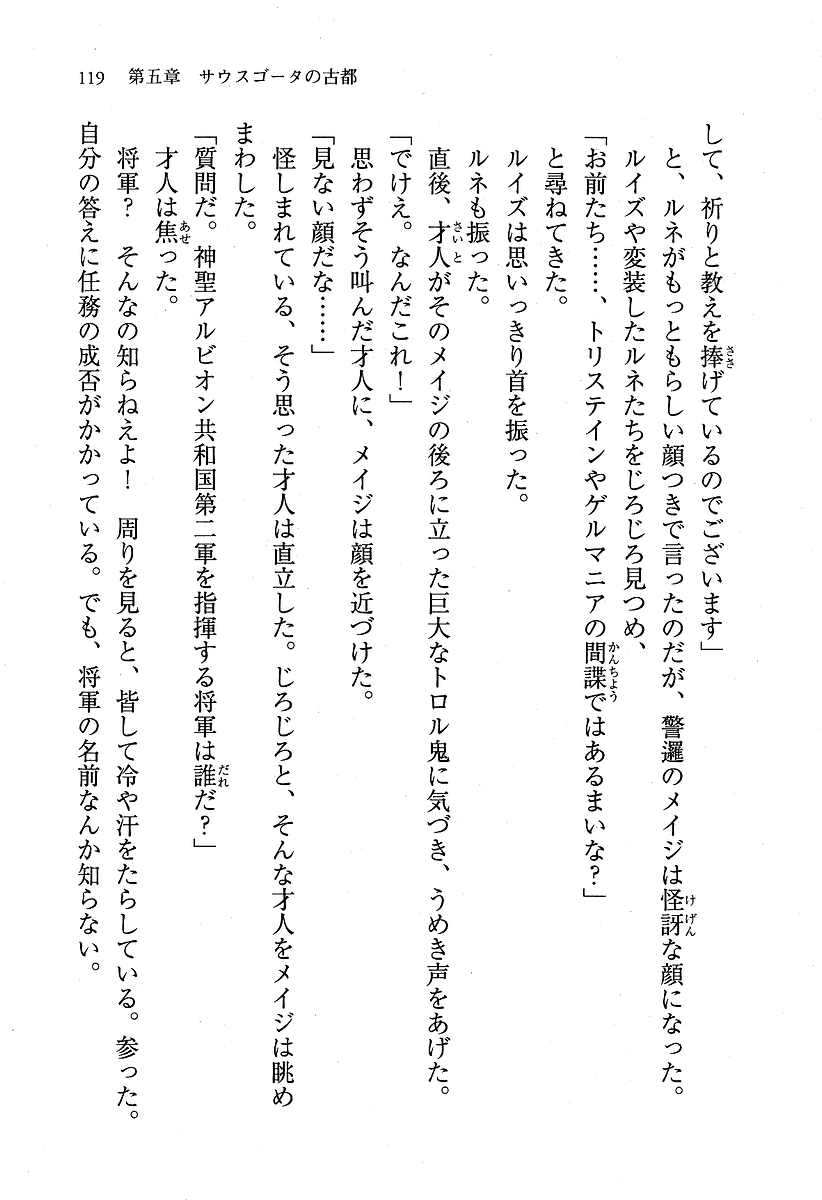 119　第五章　サウスゴータの古都
して、祈りと教えを捧げているのでございます」
　と、ルネがもっともらしい顔つきで言ったのだが、警邏のメイジは怪訝な顔になった。
ルイズや変装したルネたちをじろじろ見つめ、
「お前たち……、トリステインやゲルマニアの間諜ではあるまいな？」
と尋ねてきた。
　ルイズは思いっきり首を振った。
　ルネも振った。
　直後、才人がそのメイジの後ろに立った巨大なトロル鬼に気づき、うめき声をあげた。
「でけえ。なんだこれ！」
　思わずそう叫んだ才人に、メイジは顔を近づけた。
「見ない顔だな……」
　怪しまれている、そう思った才人は直立した。じろじろと、そんな才人をメイジは眺め
まわした。
「質問だ。神聖アルビオン共和国第二軍を指揮する将軍は誰だ？」
　才人は焦った。
　将軍？　そんなの知らねえよ！　周りを見ると、皆して冷や汗をたらしている。参った。
自分の答えに任務の成否がかかっている。でも、将軍の名前なんか知らない。